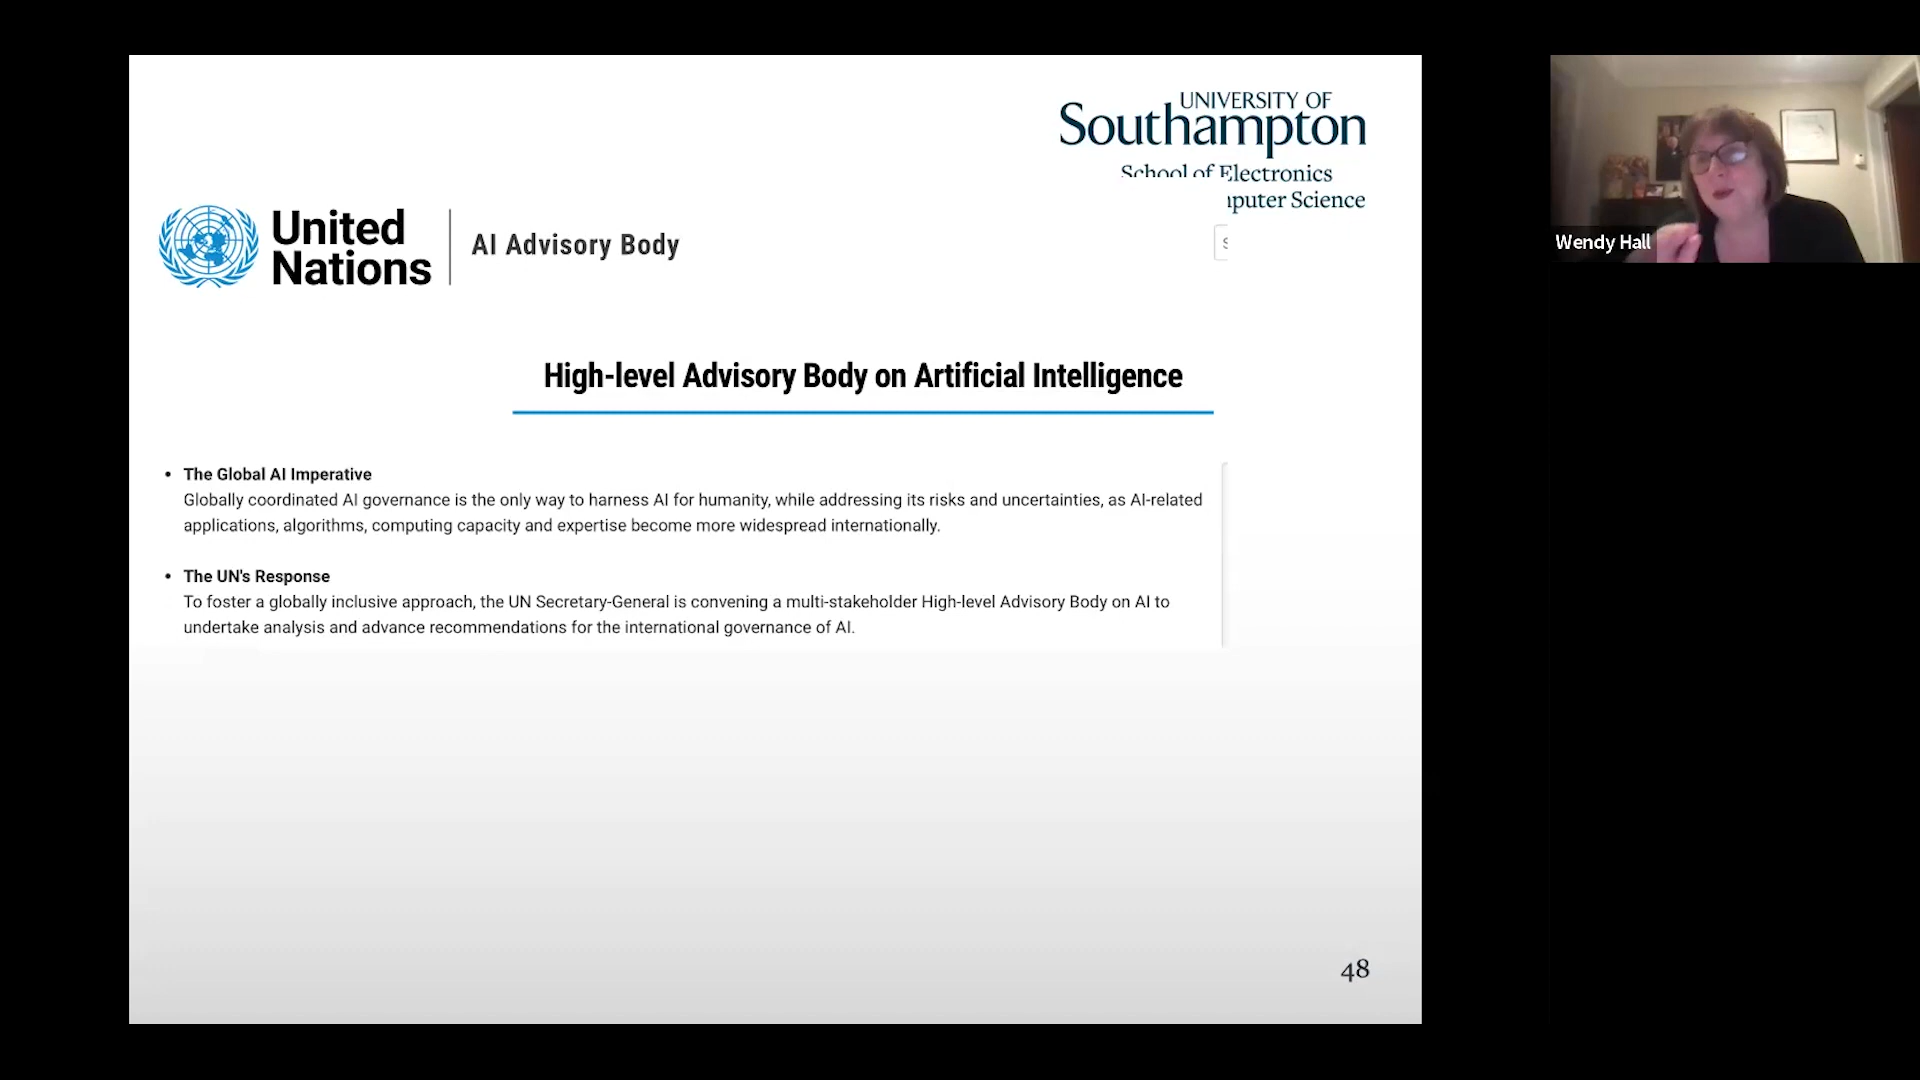 UNIVERSITY OF
Southampton
School of Electronics
puter Science
United
Nations
AI Advisory Body
S
High-level Advisory Body on Artificial Intelligence
• The Global AI Imperative
Globally coordinated AI governance is the only way to harness AI for humanity, while addressing its risks and uncertainties, as AI-related
applications, algorithms, computing capacity and expertise become more widespread internationally.
• The UN's Response
To foster a globally inclusive approach, the UN Secretary-General is convening a multi-stakeholder High-level Advisory Body on AI to
undertake analysis and advance recommendations for the international governance of AI.
48
Wendy Hall